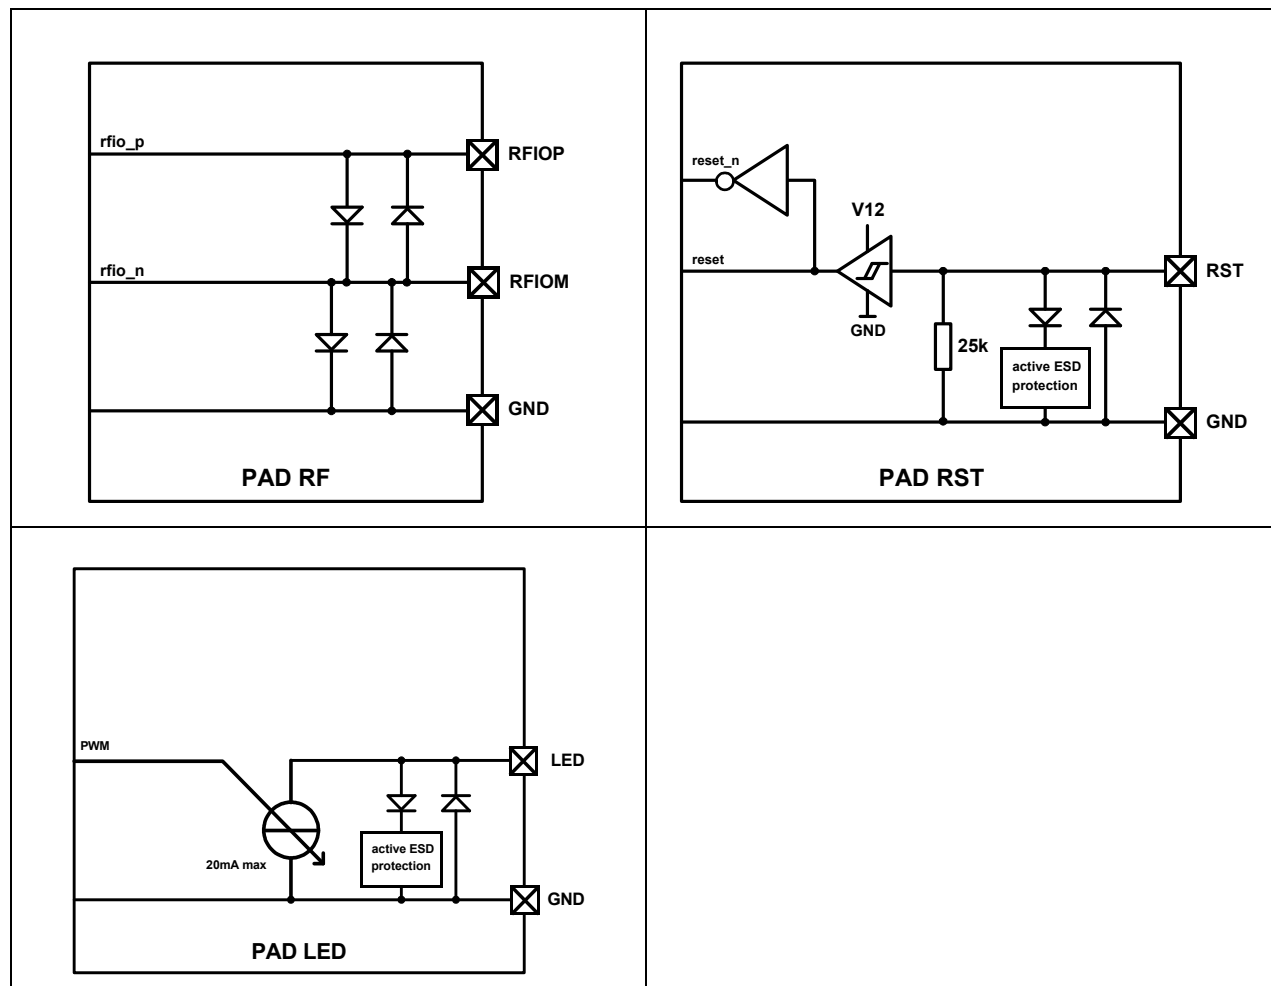 rfio_p
RFIOP
rfio_n
RFIOM
GND
PAD RF
reset_n
V12
reset
RST
GND
25k
active ESD
protection
GND
PAD RST
PWM
LED
active ESD
protection
20mA max
GND
PAD LED